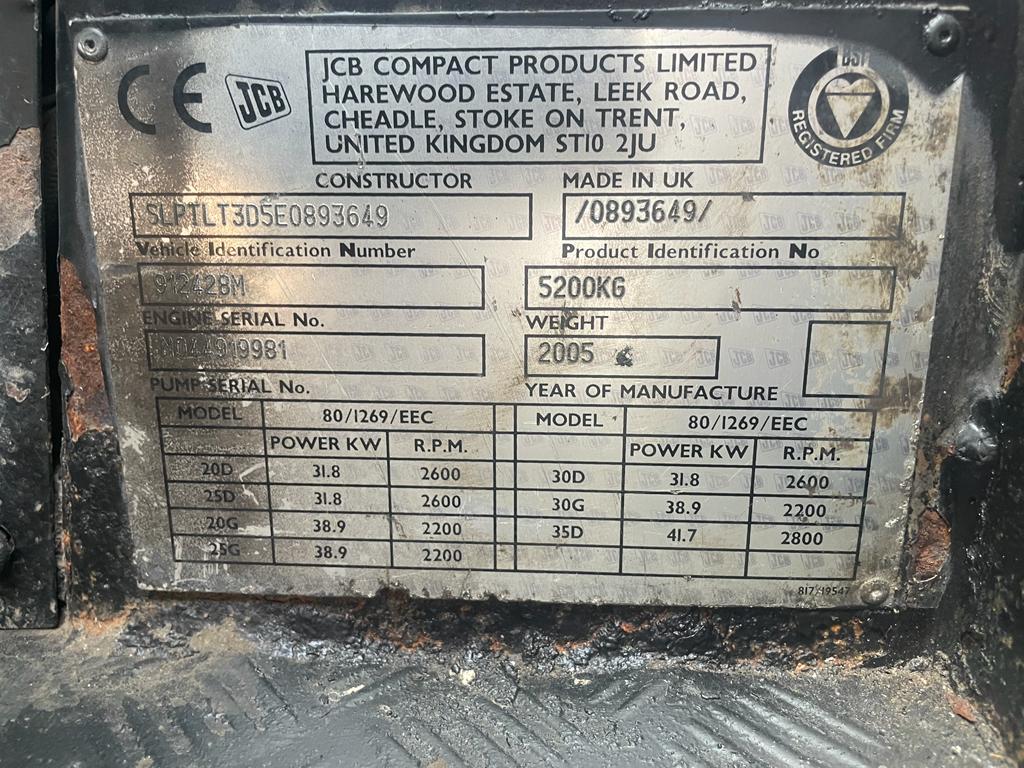 CE
JCB
JCB COMPACT PRODUCTS LIMITED
HAREWOOD ESTATE, LEEK ROAD,
CHEADLE, STOKE ON TRENT,
UNITED KINGDOM ST10 2JU
BSI
REGISTERED FIRM
CONSTRUCTOR MADE IN UK
SLPTLT3D5E0893649 /0893649/
Vehicle Identification Number Product Identification No
912428M 5200KG
ENGINE SERIAL No. WEIGHT
2005
PUMP SERIAL No. YEAR OF MANUFACTURE
MODEL 80/1269/EEC MODEL 80/1269/EEC
POWER KW R.P.M. POWER KW R.P.M.
20D 31.8 2600 30D 31.8 2600
25D 31.8 2600 30G 38.9 2200
20G 38.9 2200 35D 41.7 2800
25G 38.9 2200